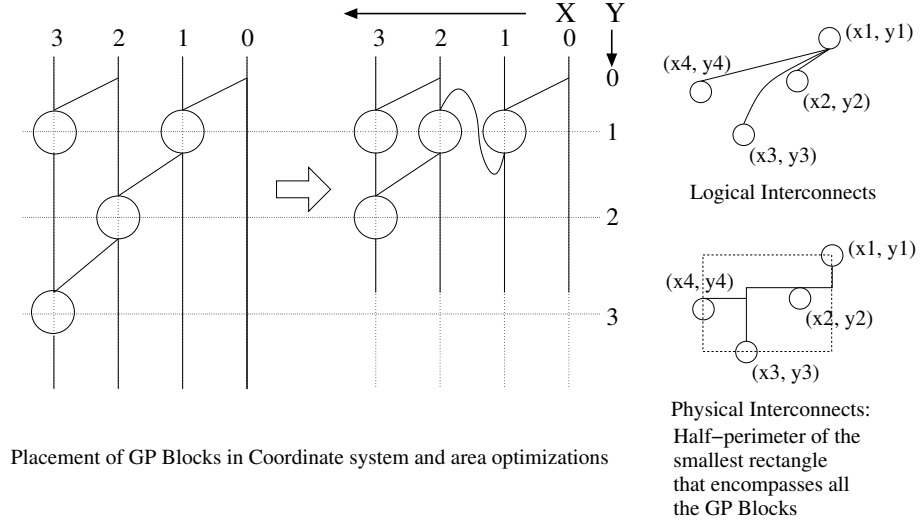 X Y
3 2 1 0 3 2 1 0
0
1
2
3
Placement of GP Blocks in Coordinate system and area optimizations
(x1, y1)
(x4, y4)
(x2, y2)
(x3, y3)
Logical Interconnects
(x1, y1)
(x4, y4)
(x2, y2)
(x3, y3)
Physical Interconnects:
Half−perimeter of the
smallest rectangle
that encompasses all
the GP Blocks